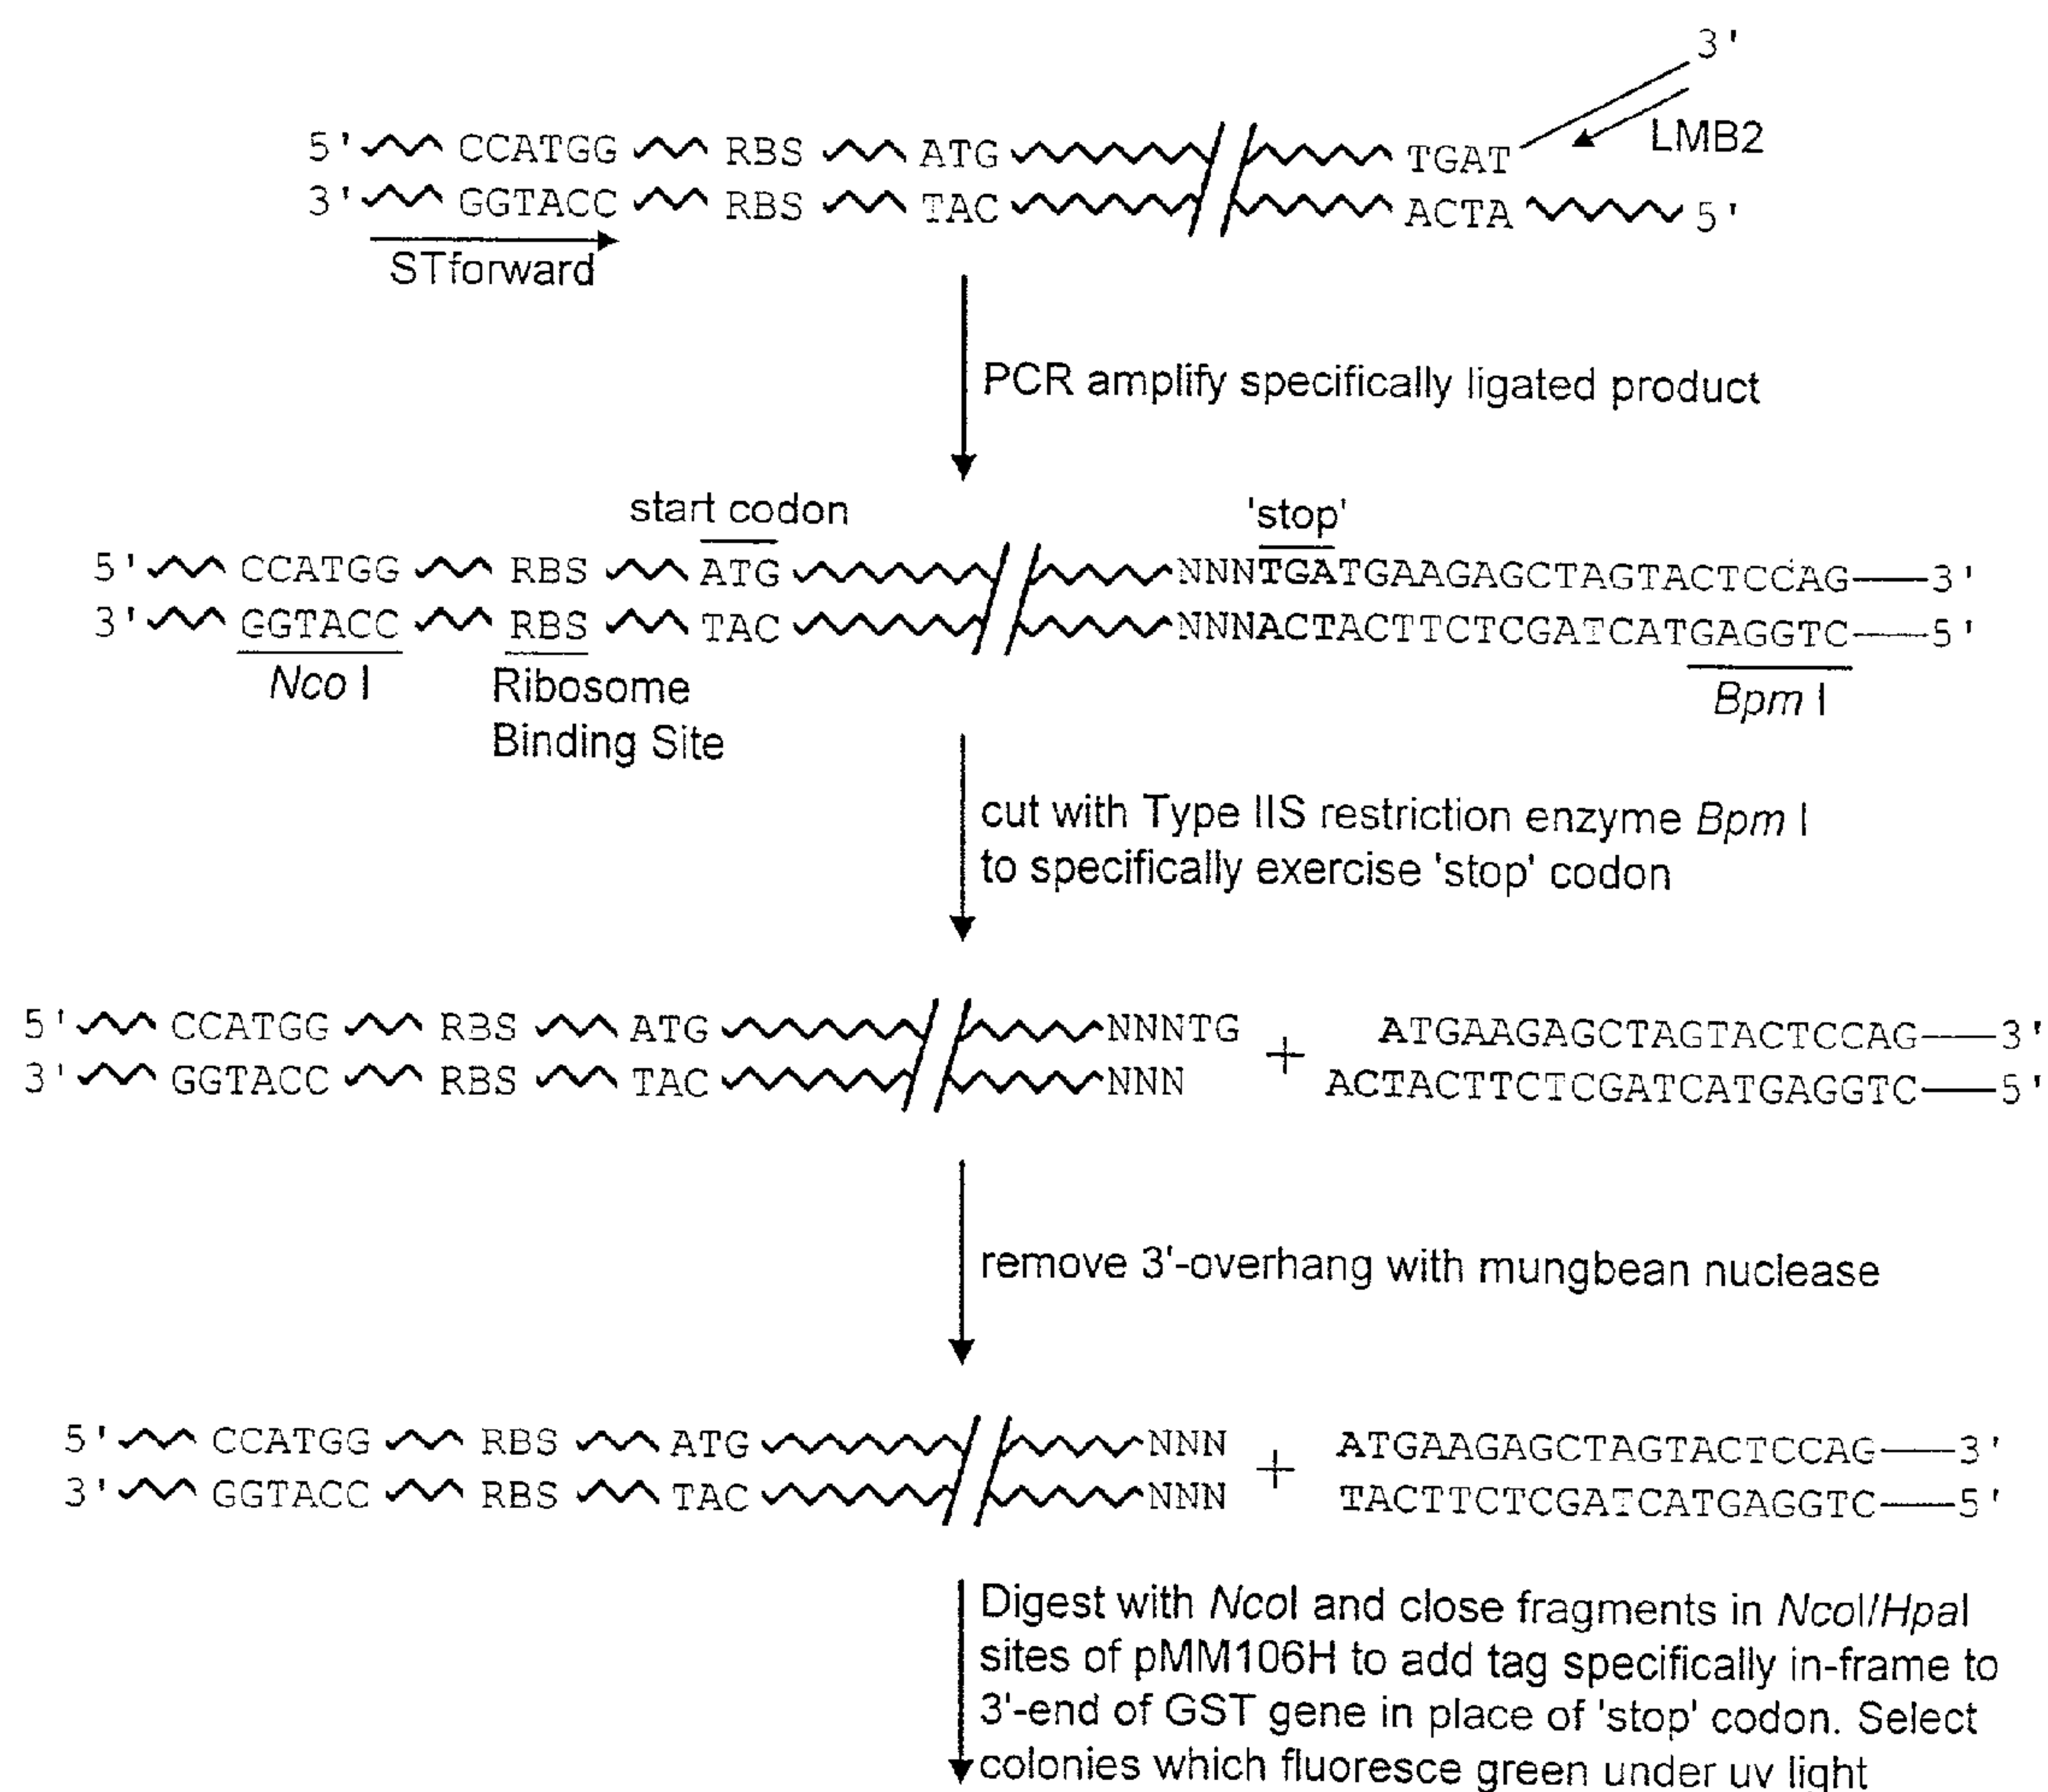 3'
5' CCATGG RBS ATG TGAT LMB2
3' GGTACC RBS TAC ACTA 5'
STforward
PCR amplify specifically ligated product
start codon 'stop'
5' CCATGG RBS ATG NNNTGATGAAGAGCTAGTACTCCAG 3'
3' GGTACC RBS TAC NNNACTACTTCTCGATCATGAGGTC 5'
Nco I Ribosome Bpm I
Binding Site
cut with Type IIS restriction enzyme Bpm I
to specifically exercise 'stop' codon
5' CCATGG RBS ATG NNNTG + ATGAAGAGCTAGTACTCCAG 3'
3' GGTACC RBS TAC NNN ACTACTTCTCGATCATGAGGTC 5'
remove 3'-overhang with mungbean nuclease
5' CCATGG RBS ATG NNN + ATGAAGAGCTAGTACTCCAG 3'
3' GGTACC RBS TAC NNN TACTTCTCGATCATGAGGTC 5'
Digest with NcoI and close fragments in NcoI/HpaI
sites of pMM106H to add tag specifically in-frame to
3'-end of GST gene in place of 'stop' codon. Select
colonies which fluoresce green under uv light